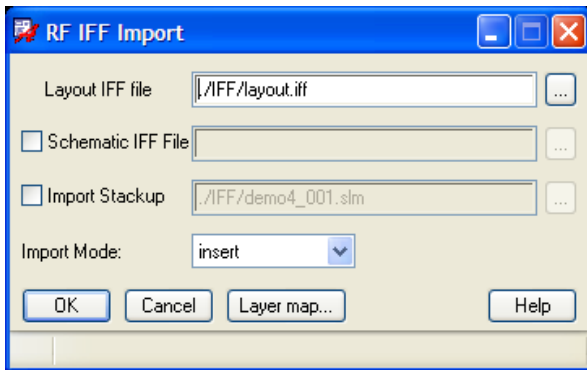 RF IFF Import
Layout IFF file ./IFF/layout.iff ...
Schematic IFF File ...
Import Stackup ./IFF/demo4_001.slm ...
Import Mode: insert
OK Cancel Layer map... Help